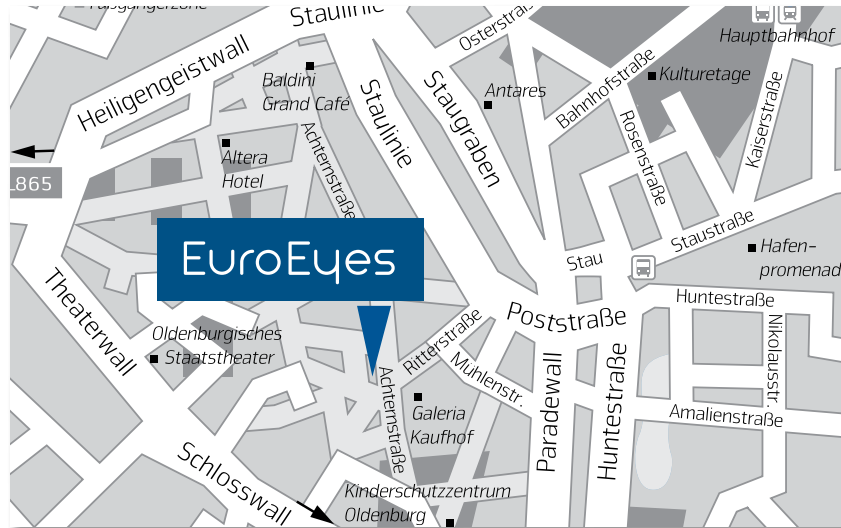 Staulinie
Osterstraße
Hauptbahnhof
Heiligengeistwall
Baldini
Grand Café
Staulinie
Staugraben
Antares
Bahnhofstraße
Kulturetage
Altera
Hotel
Achternstraße
Rosenstraße
Kaiserstraße
L865
EuroEyes
Stau
Staustraße
Hafen-
promenad
Theaterwall
Oldenburgisches
Staatstheater
Ritterstraße
Poststraße
Huntestraße
Mühlenstr.
Nikolausstr.
Achternstraße
Galeria
Kaufhof
Paradewall
Huntestraße
Amalienstraße
Schlosswall
Kinderschutzzentrum
Oldenburg